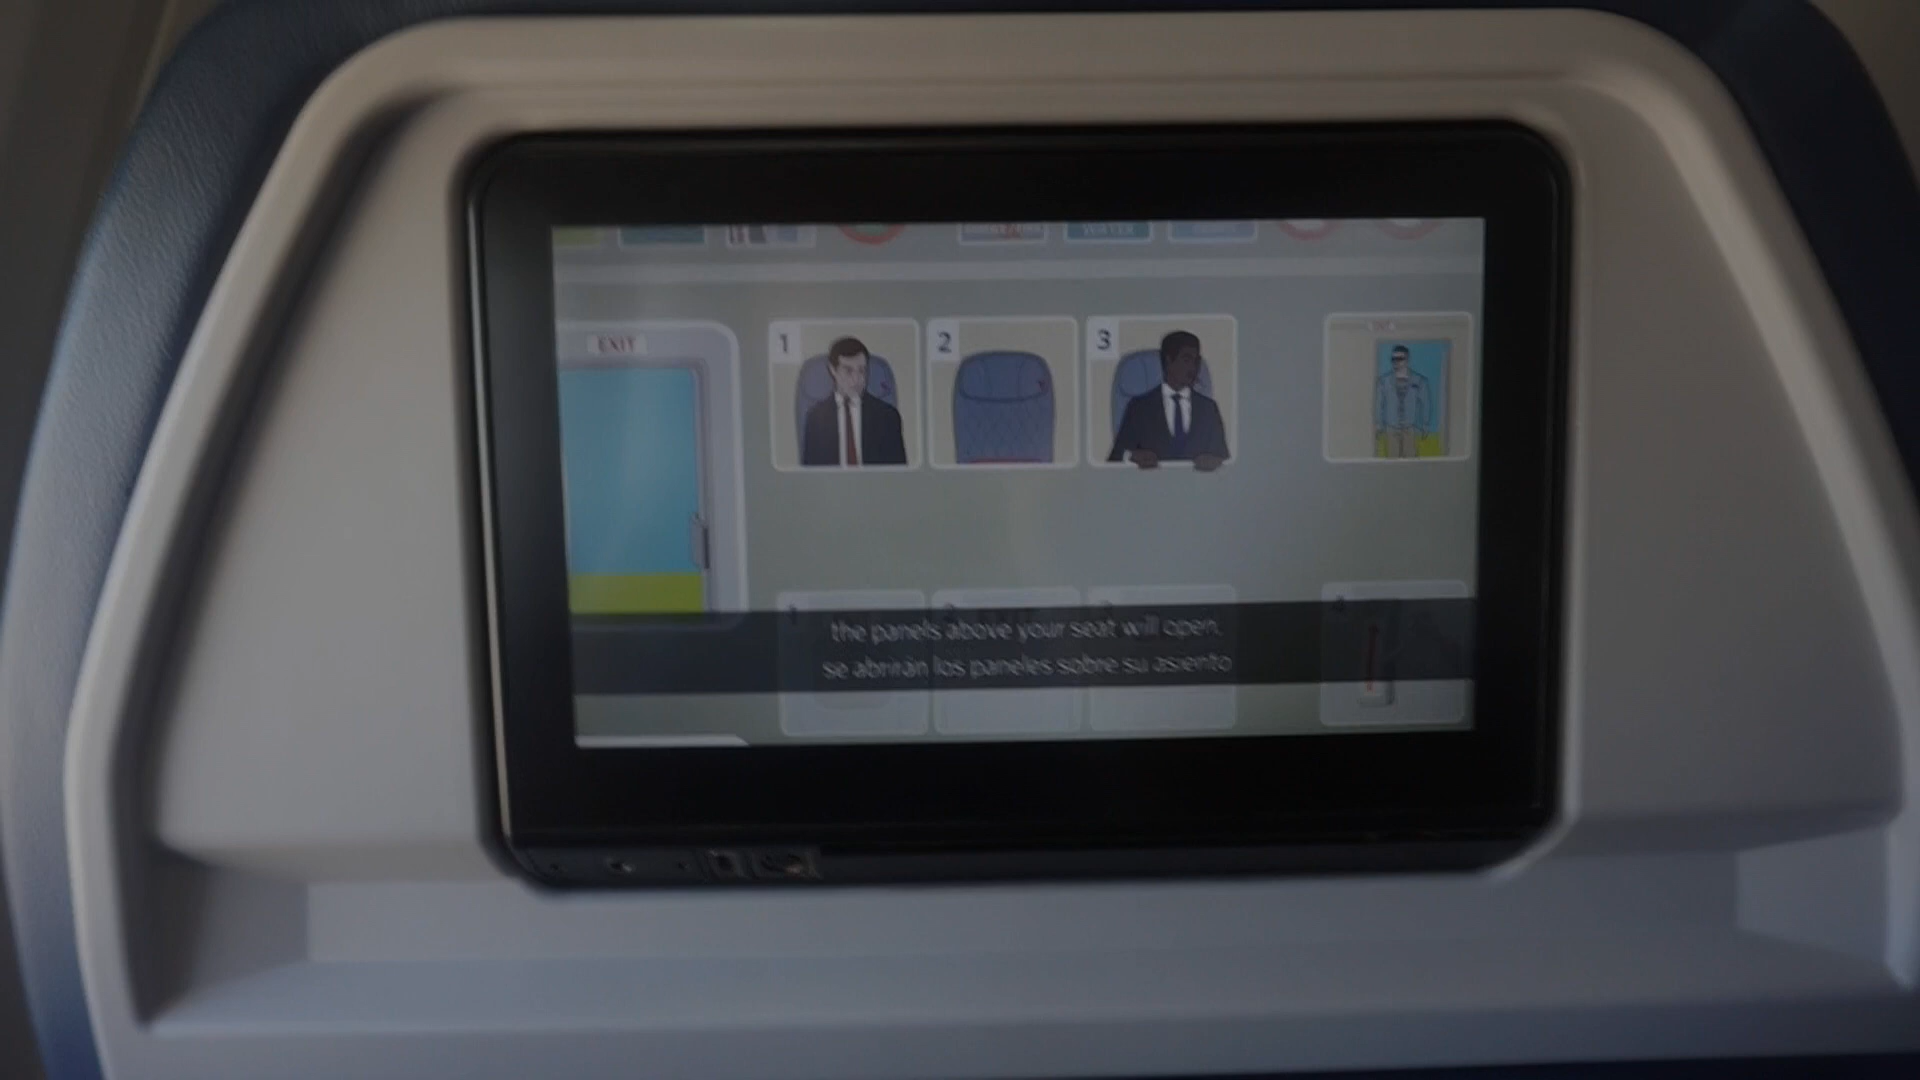 WATER
EXIT
1
2
3
the panels above your seat will open.
se abrirán los paneles sobre su asiento